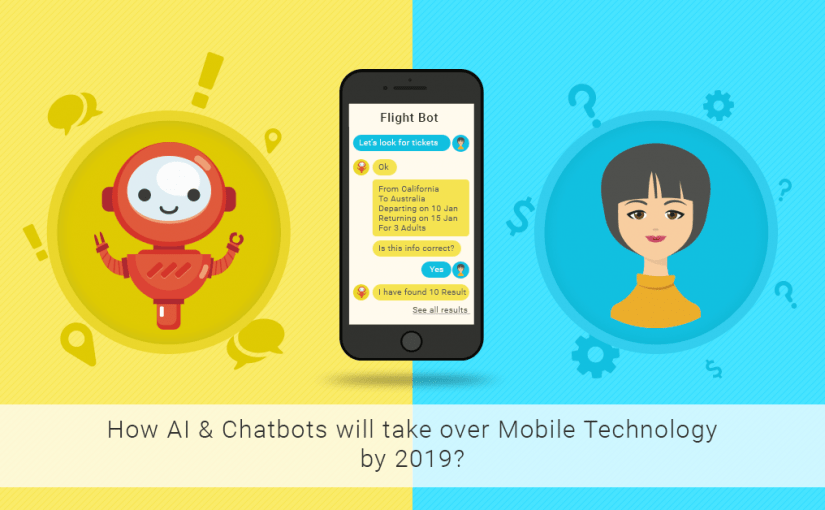 Flight Bot
Let's look for tickets
Ok
From California
To Australia
Departing on 10 Jan
Returning on 15 Jan
For 3 Adults
Is this info correct?
Yes
I have found 10 Result
See all results
How AI & Chatbots will take over Mobile Technology
by 2019?